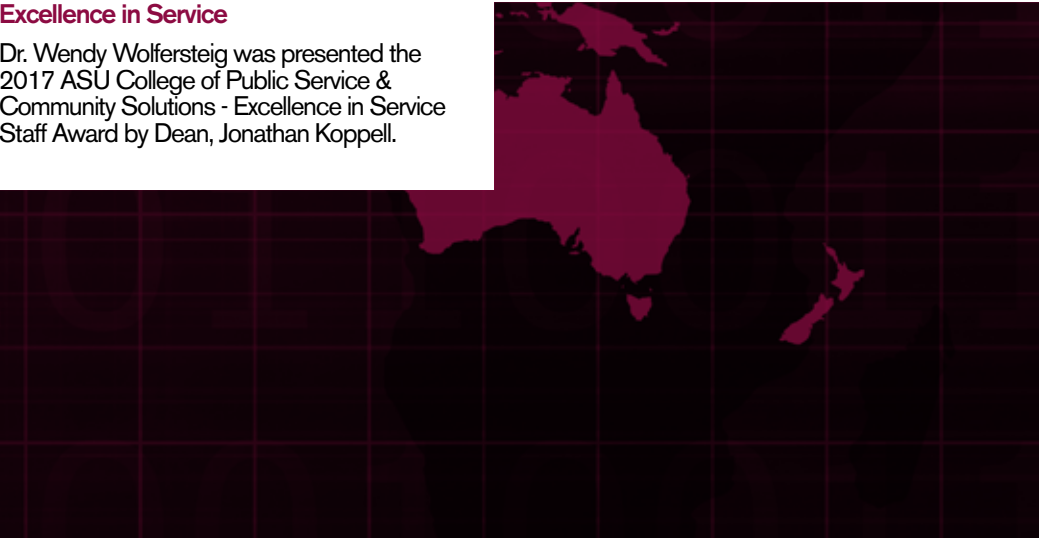 Excellence in Service
Dr. Wendy Wolfersteig was presented the
2017 ASU College of Public Service &
Community Solutions - Excellence in Service
Staff Award by Dean, Jonathan Koppell.